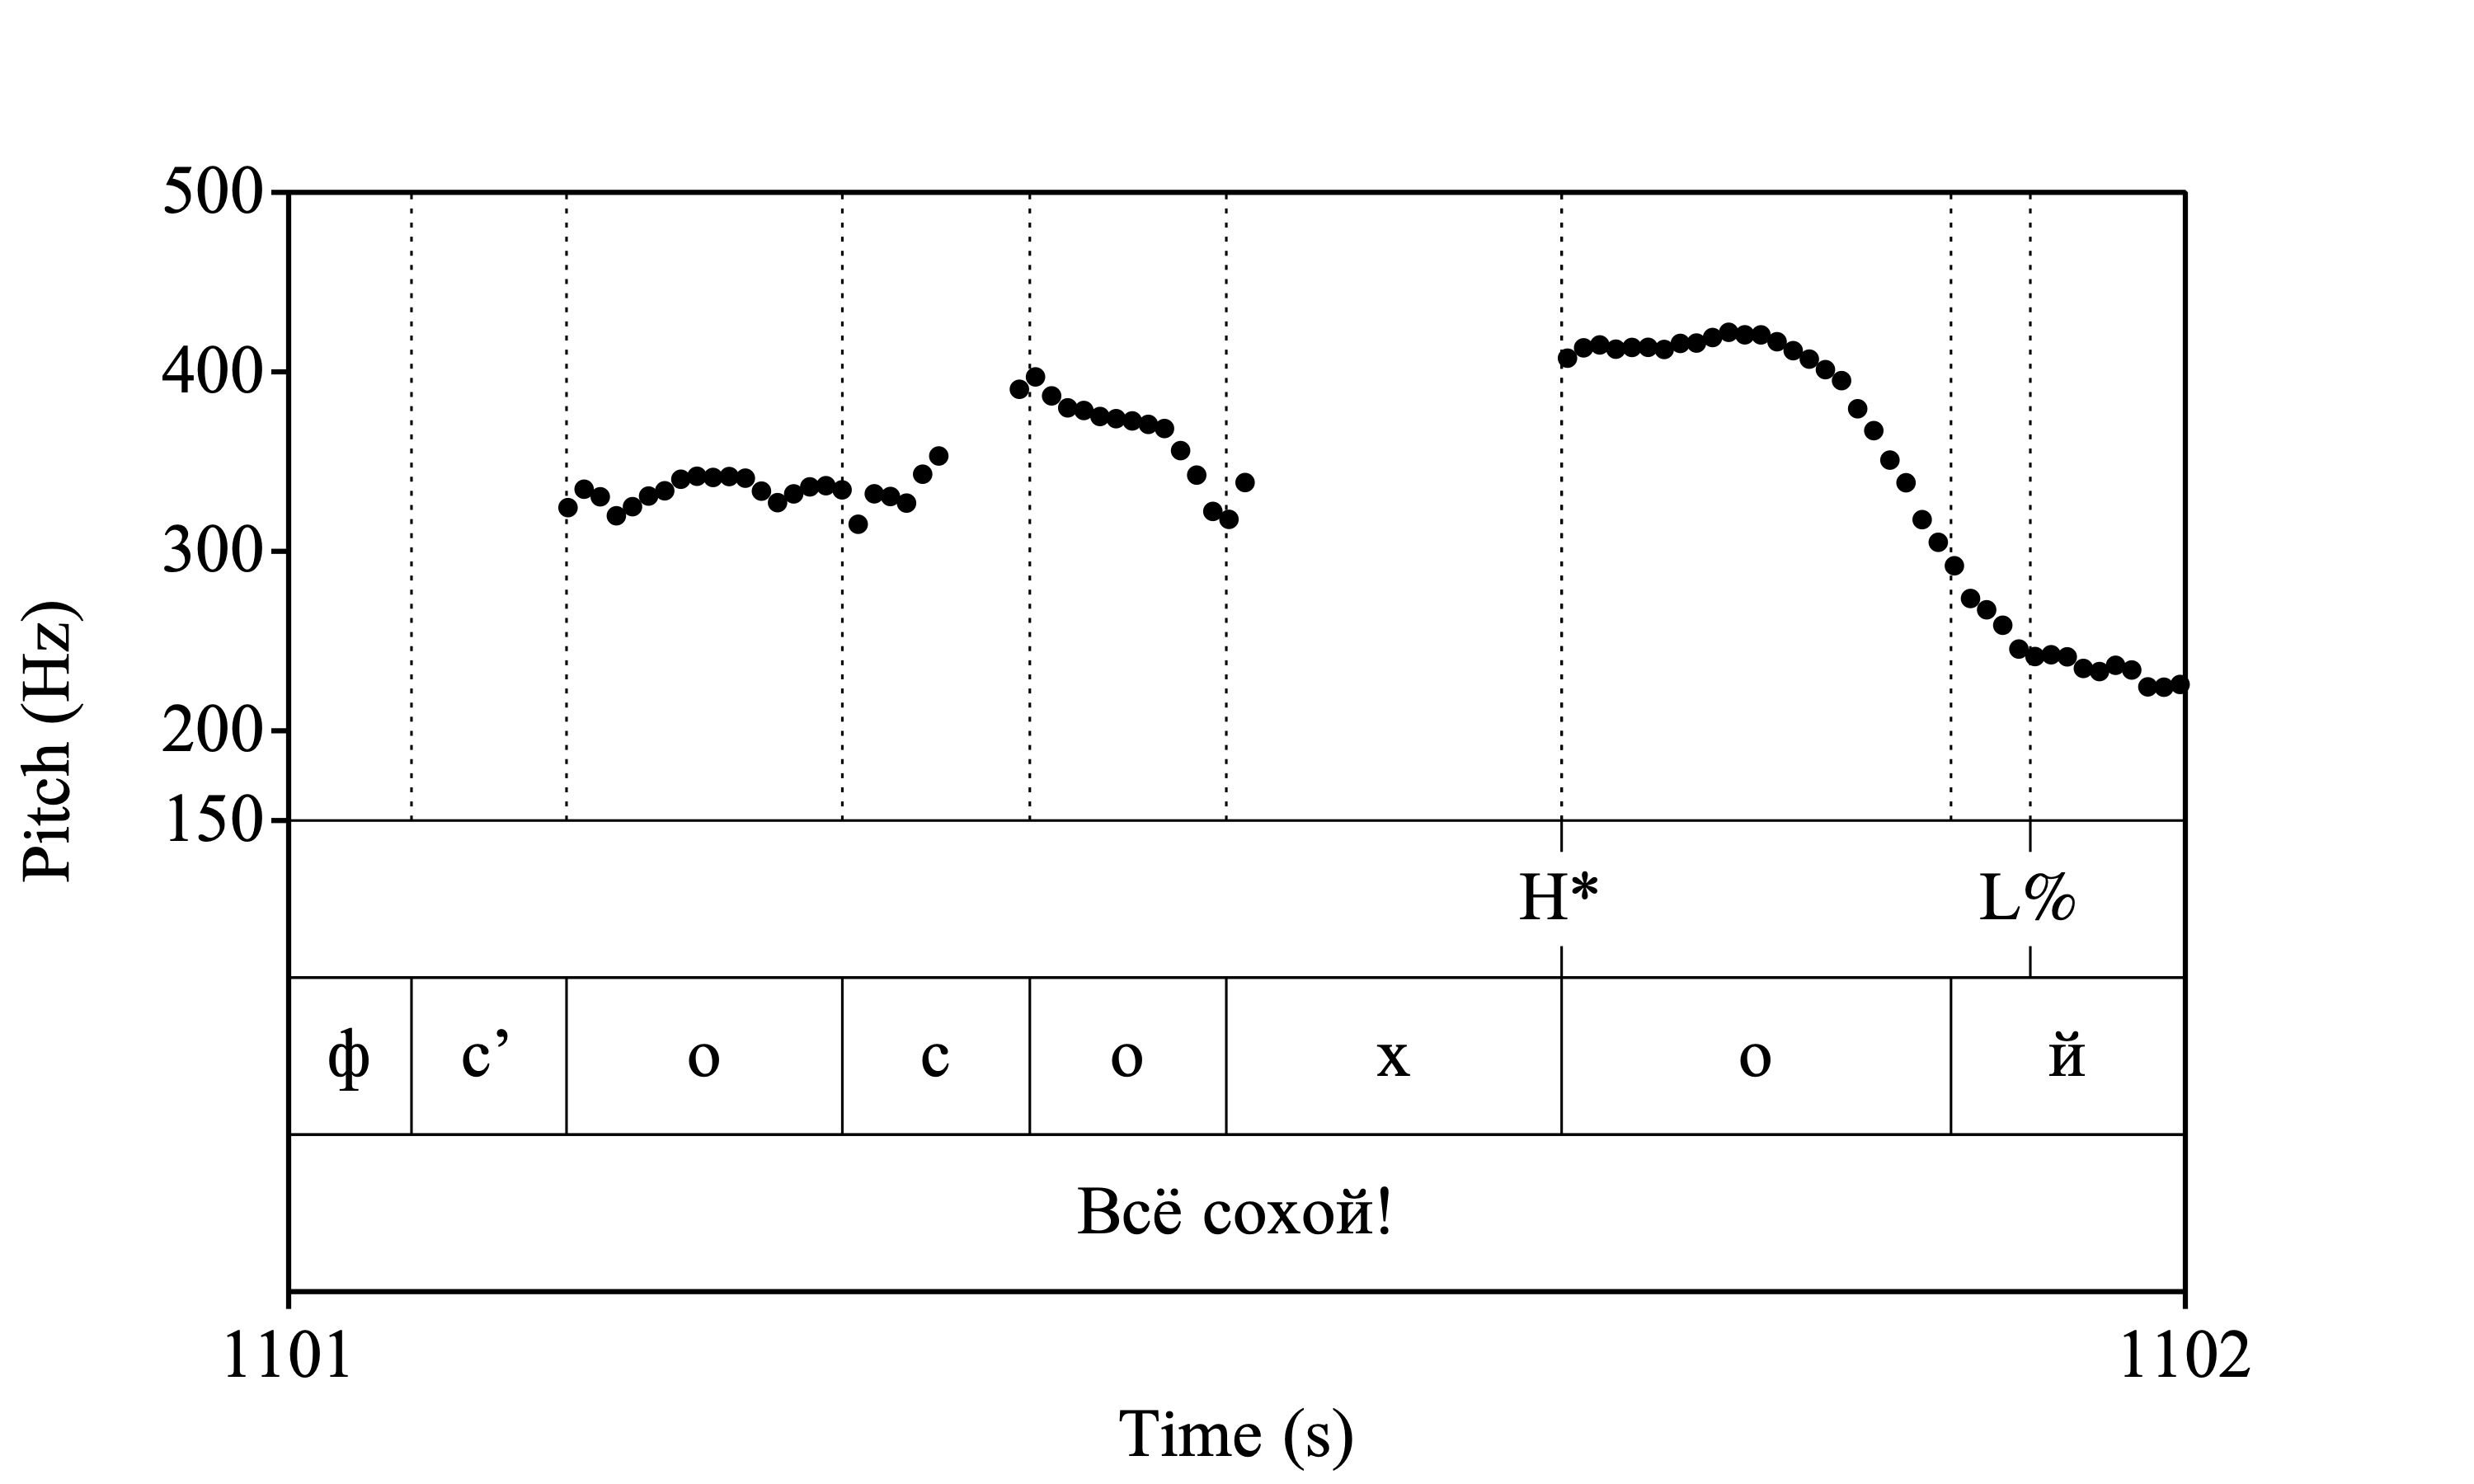 500
400
300
200
150
Pitch (Hz)
H* L%
ф с’ о с о х о й
Всё сохой!
1101 1102
Time (s)